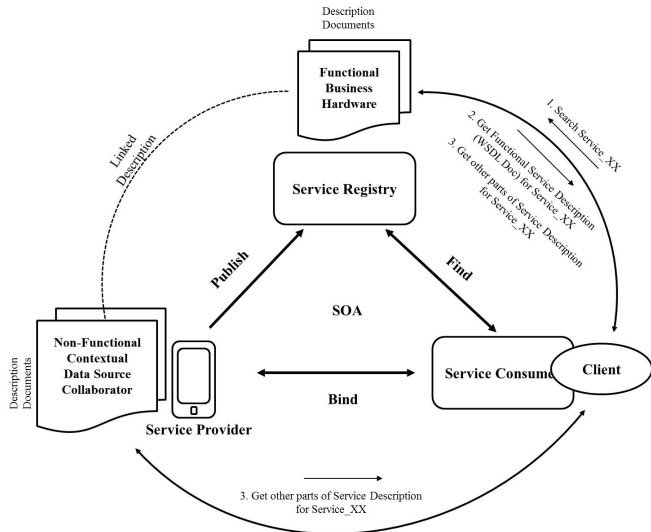 Description
Documents
Functional
Business
Hardware
1. Search Service_XX
2. Get Functional Service Description
(WSDL Doc) for Service_XX
3. Get other parts of Service Description
for Service_XX
Linked
Description
Service Registry
Publish
Find
SOA
Description
Documents
Non-Functional
Contextual
Data Source
Collaborator
Service Consume
Client
Bind
Service Provider
3. Get other parts of Service Description
for Service_XX